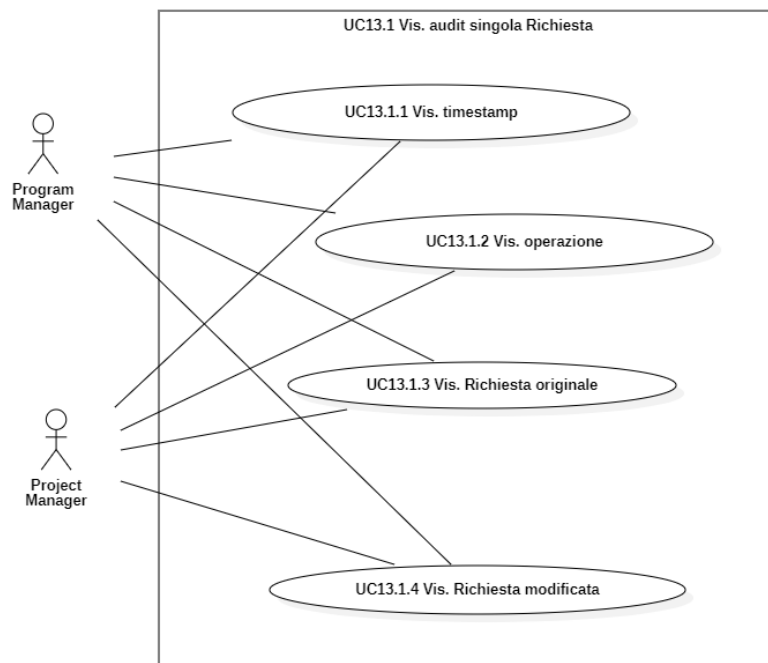 UC13.1 Vis. audit singola Richiesta
UC13.1.1 Vis. timestamp
Program
Manager
UC13.1.2 Vis. operazione
UC13.1.3 Vis. Richiesta originale
Project
Manager
UC13.1.4 Vis. Richiesta modificata